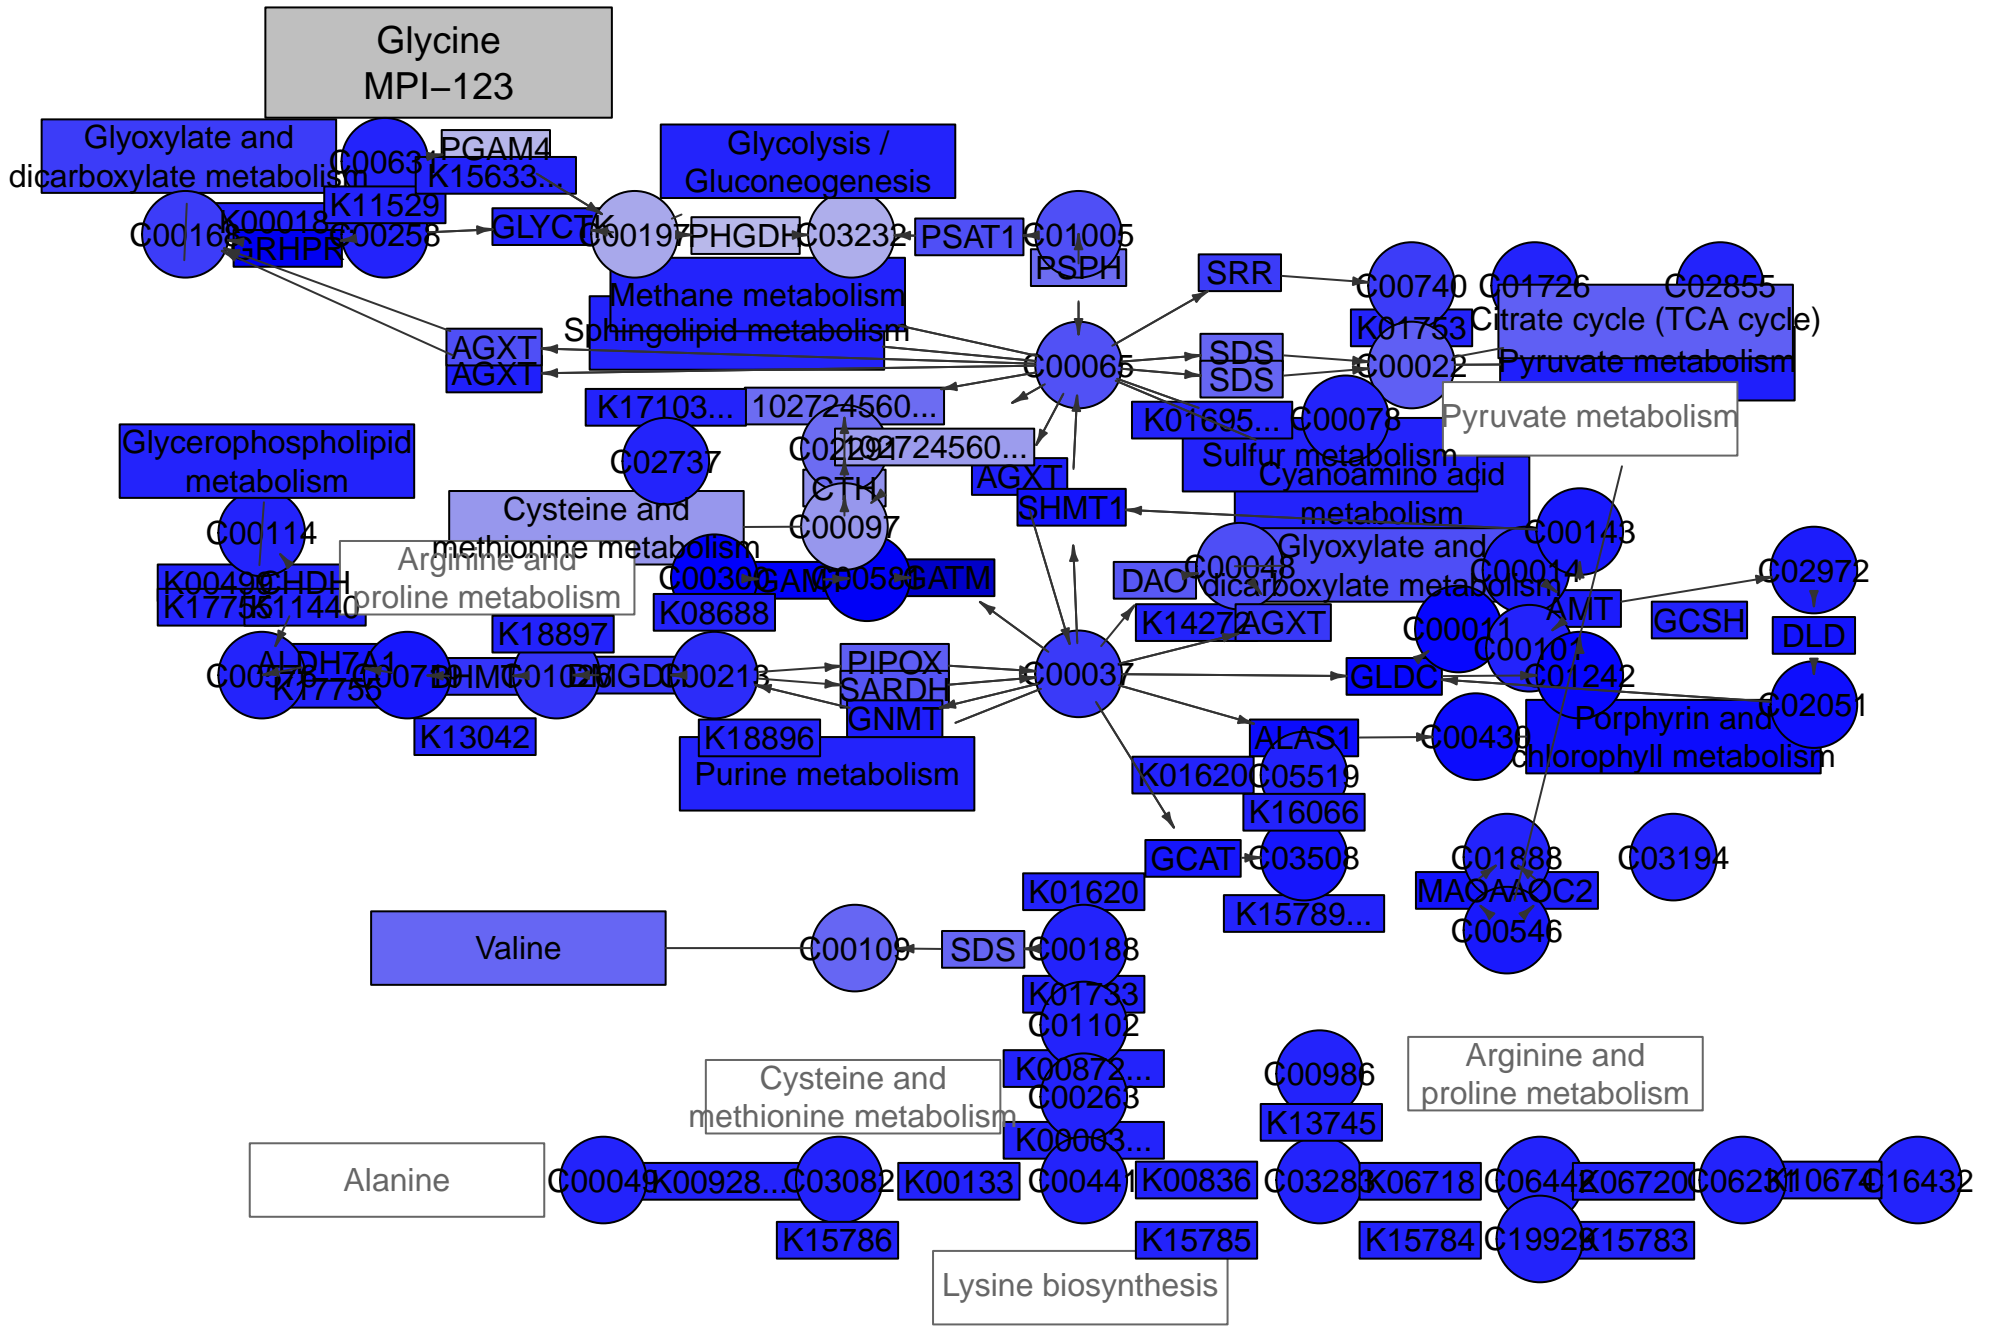 Glycine
MPI–123
Glyoxylate and
dicarboxylate metabolism
C00631
PGAM4
K15633...
Glycolysis /
Gluconeogenesis
K11529
K00018
C00168
GRHPR
C00258
GLYCTK
C00197
PHGDH
C03232
PSAT1
C01005
PSPH
SRR
C00740
C01726
C02855
Methane metabolism
Sphingolipid metabolism
K01753
Citrate cycle (TCA cycle)
AGXT
AGXT
C00065
SDS
SDS
C00022
Pyruvate metabolism
K17103...
102724560...
K01695...
C00078
Pyruvate metabolism
Glycerophospholipid
metabolism
C02737
C02291
102724560...
Sulfur metabolism
Cyanoamino acid
metabolism
AGXT
CTH
SHMT1
Cysteine and
methionine metabolism
C00097
C00114
C00143
Arginine and
proline metabolism
Glyoxylate and
dicarboxylate metabolism
C00048
C00014
C02972
K00499
CHDH
K17755
K11440
C00300
GATM
DAO
K08688
K14272
AGXT
AMT
GCSH
DLD
K18897
C00011
C00101
ALDH7A1
K17756
C00213
PIPOX
SARDH
GNMT
C00037
GLDC
C01242
C02051
K13042
K18896
Purine metabolism
ALAS1
C00430
Porphyrin and
chlorophyll metabolism
K01620
C05519
K16066
GCAT
C03508
C01888
C03194
K01620
K15789...
MAOA
AOC2
C00546
Valine
C00109
SDS
C00188
K01733
C01102
K00872...
C00263
K00003...
Cysteine and
methionine metabolism
C00986
K13745
Arginine and
proline metabolism
Alanine
C00049
K00928...
C03082
K00133
C00441
K00836
C03283
K06718
C06442
K06720
C06231
K10674
C16432
K15786
K15785
K15784
K15783
Lysine biosynthesis